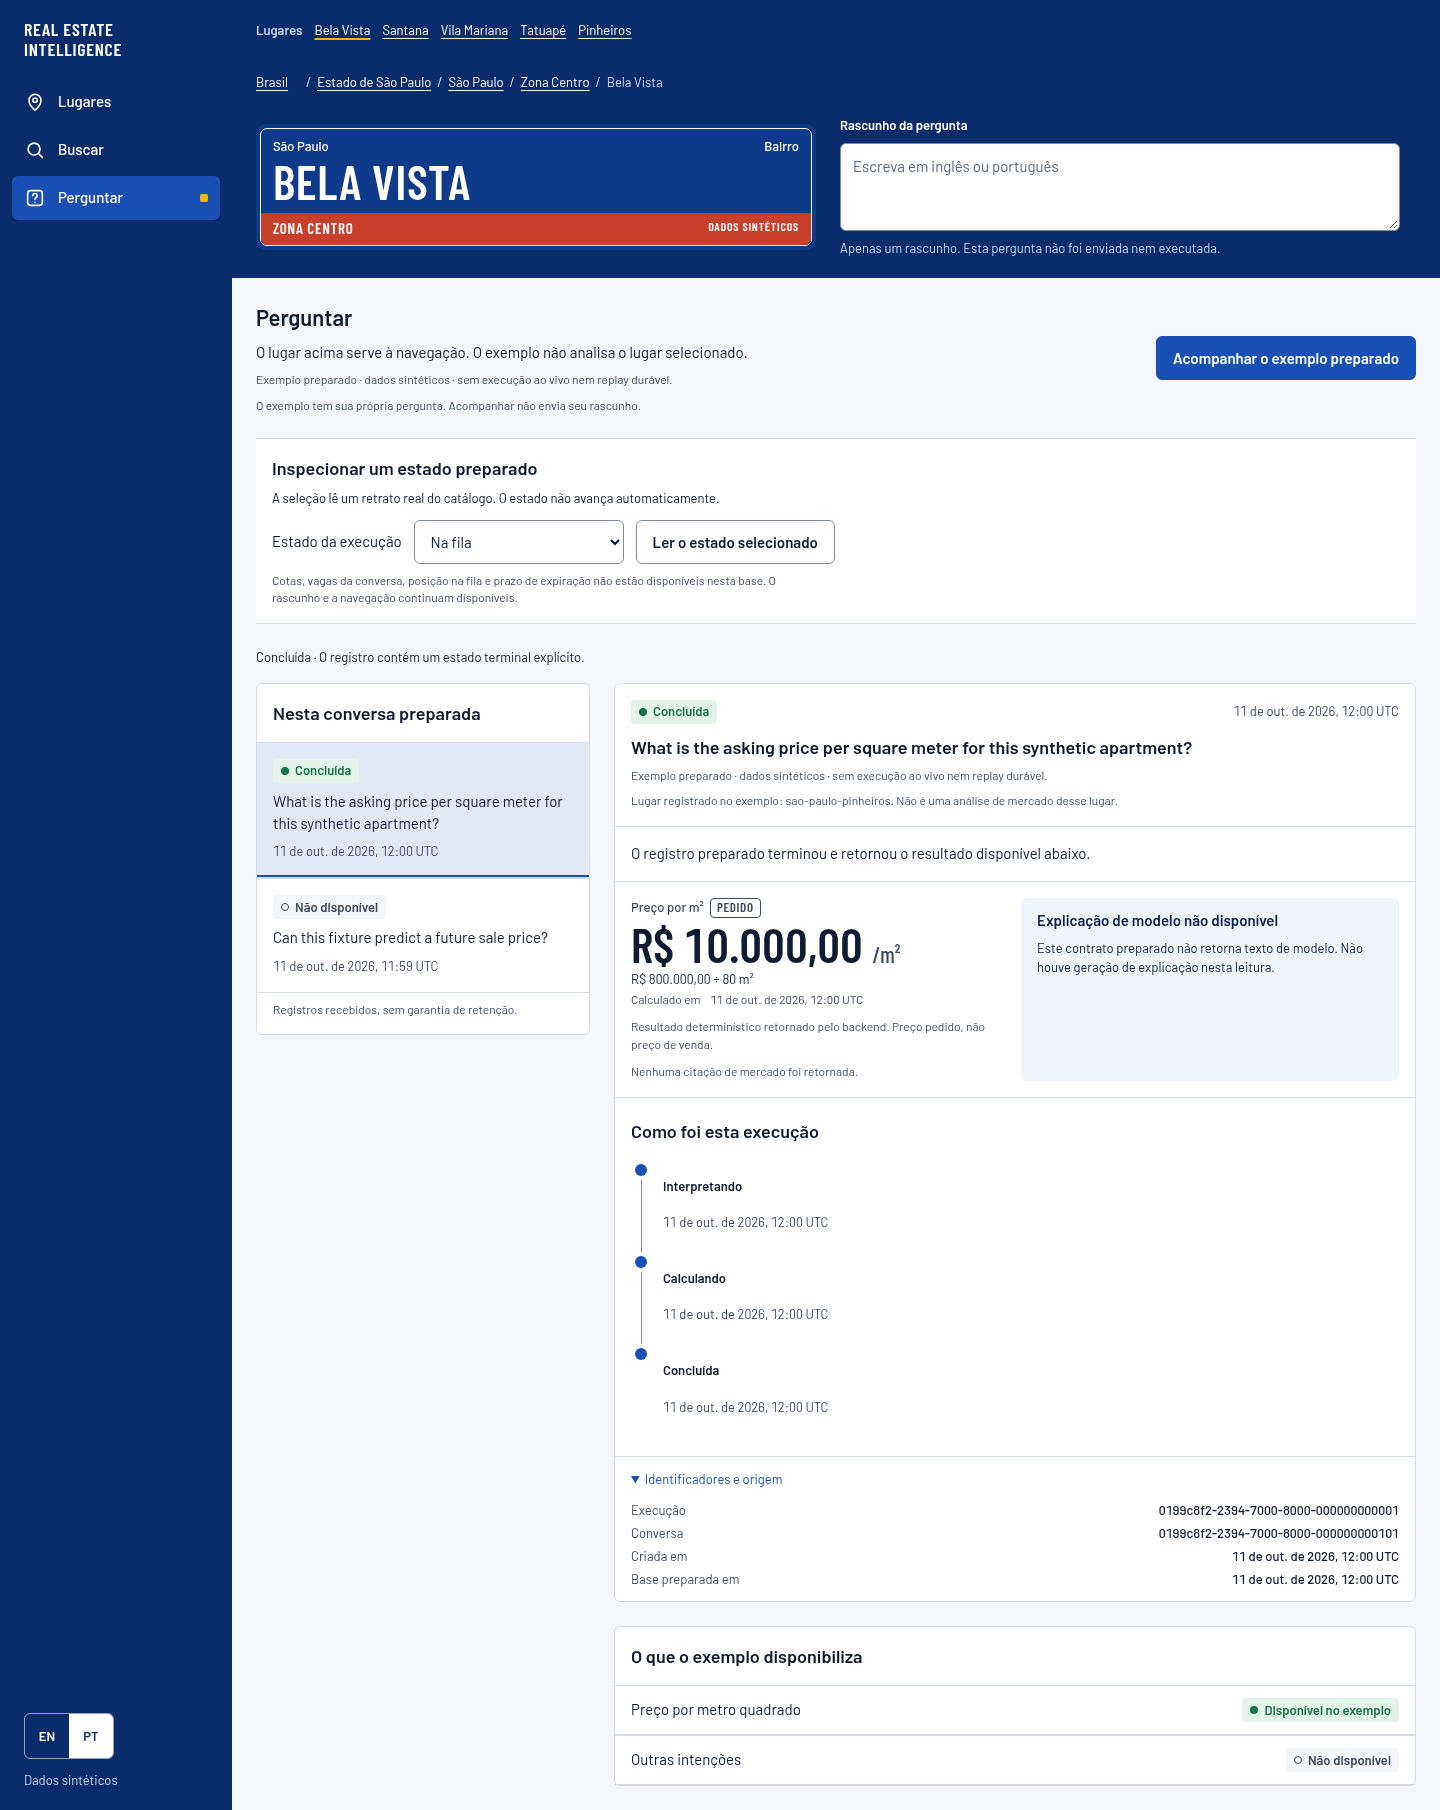 REAL ESTATE
INTELLIGENCE
Lugares
Buscar
Perguntar
EN PT
Dados sintéticos
Lugares Bela Vista Santana Vila Mariana Tatuapé Pinheiros
Brasil / Estado de São Paulo / São Paulo / Zona Centro / Bela Vista
São Paulo Bairro
BELA VISTA
ZONA CENTRO DADOS SINTÉTICOS
Rascunho da pergunta
Escreva em inglês ou português
Apenas um rascunho. Esta pergunta não foi enviada nem executada.
Perguntar
O lugar acima serve à navegação. O exemplo não analisa o lugar selecionado.
Exemplo preparado · dados sintéticos · sem execução ao vivo nem replay durável.
O exemplo tem sua própria pergunta. Acompanhar não envia seu rascunho.
Acompanhar o exemplo preparado
Inspecionar um estado preparado
A seleção lê um retrato real do catálogo. O estado não avança automaticamente.
Estado da execução Na fila Ler o estado selecionado
Cotas, vagas da conversa, posição na fila e prazo de expiração não estão disponíveis nesta base. O
rascunho e a navegação continuam disponíveis.
Concluída · O registro contém um estado terminal explícito.
Nesta conversa preparada
Concluída
What is the asking price per square meter for
this synthetic apartment?
11 de out. de 2026, 12:00 UTC
Não disponível
Can this fixture predict a future sale price?
11 de out. de 2026, 11:59 UTC
Registros recebidos, sem garantia de retenção.
Concluída 11 de out. de 2026, 12:00 UTC
What is the asking price per square meter for this synthetic apartment?
Exemplo preparado · dados sintéticos · sem execução ao vivo nem replay durável.
Lugar registrado no exemplo: sao-paulo-pinheiros. Não é uma análise de mercado desse lugar.
O registro preparado terminou e retornou o resultado disponível abaixo.
Preço por m² PEDIDO
R$ 10.000,00 /m²
R$ 800.000,00 ÷ 80 m²
Calculado em 11 de out. de 2026, 12:00 UTC
Resultado determinístico retornado pelo backend. Preço pedido, não
preço de venda.
Nenhuma citação de mercado foi retornada.
Explicação de modelo não disponível
Este contrato preparado não retorna texto de modelo. Não
houve geração de explicação nesta leitura.
Como foi esta execução
Interpretando
11 de out. de 2026, 12:00 UTC
Calculando
11 de out. de 2026, 12:00 UTC
Concluída
11 de out. de 2026, 12:00 UTC
Identificadores e origem
Execução 0199c8f2-2394-7000-8000-000000000001
Conversa 0199c8f2-2394-7000-8000-000000000101
Criada em 11 de out. de 2026, 12:00 UTC
Base preparada em 11 de out. de 2026, 12:00 UTC
O que o exemplo disponibiliza
Preço por metro quadrado Disponível no exemplo
Outras intenções Não disponível